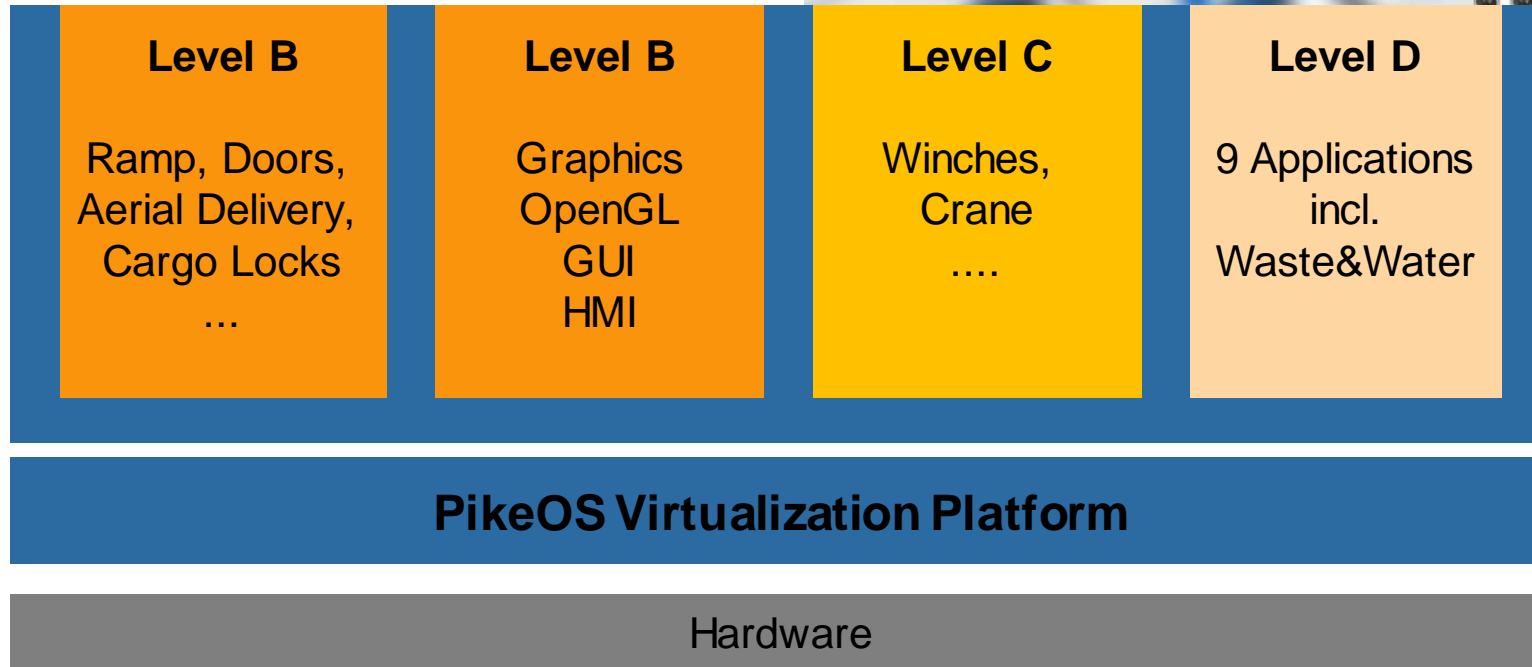 Level B
Ramp, Doors,
Aerial Delivery,
Cargo Locks
...
Level B
Graphics
OpenGL
GUI
HMI
Level C
Winches,
Crane
....
Level D
9 Applications
incl.
Waste&Water
PikeOS Virtualization Platform
Hardware